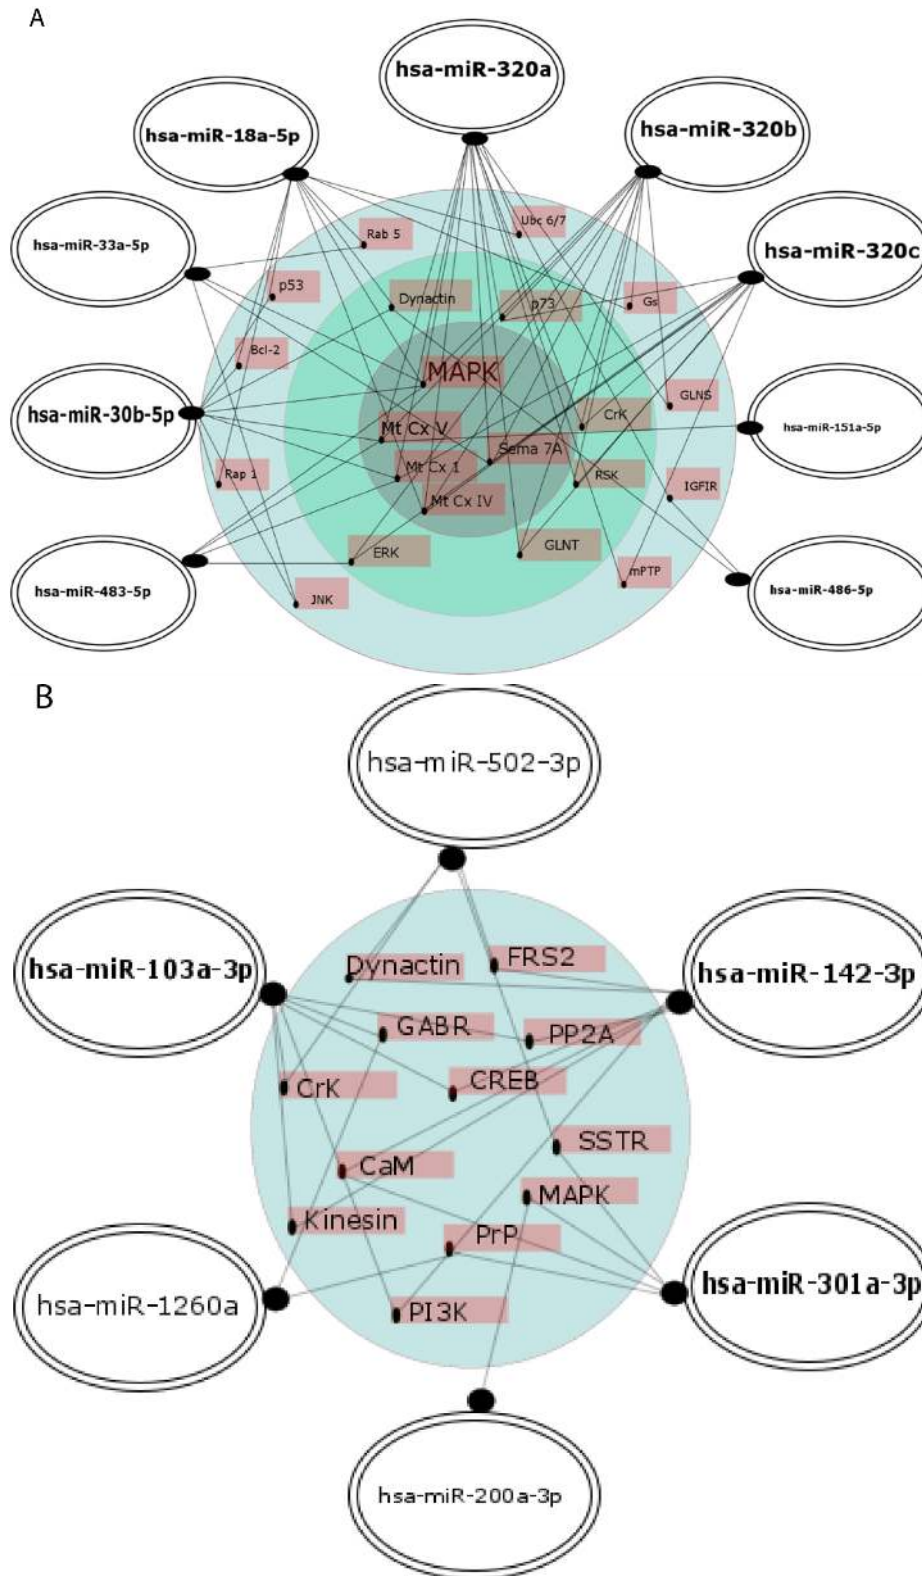 A
hsa-miR-320a
hsa-miR-18a-5p
hsa-miR-320b
hsa-miR-33a-5p
hsa-miR-320c
Rab 5
Ubc 6/7
p53
Dynactin
p73
Gs
Bcl-2
MAPK
GLNS
hsa-miR-30b-5p
Mt Cx V
CrK
hsa-miR-151a-5p
Sema 7A
Rap 1
Mt Cx 1
RSK
IGFIR
Mt Cx IV
ERK
GLNT
mPTP
hsa-miR-483-5p
JNK
hsa-miR-486-5p
B
hsa-miR-502-3p
hsa-miR-103a-3p
Dynactin
FRS2
hsa-miR-142-3p
GABR
PP2A
CrK
CREB
SSTR
CaM
MAPK
Kinesin
PrP
hsa-miR-1260a
hsa-miR-301a-3p
PI3K
hsa-miR-200a-3p